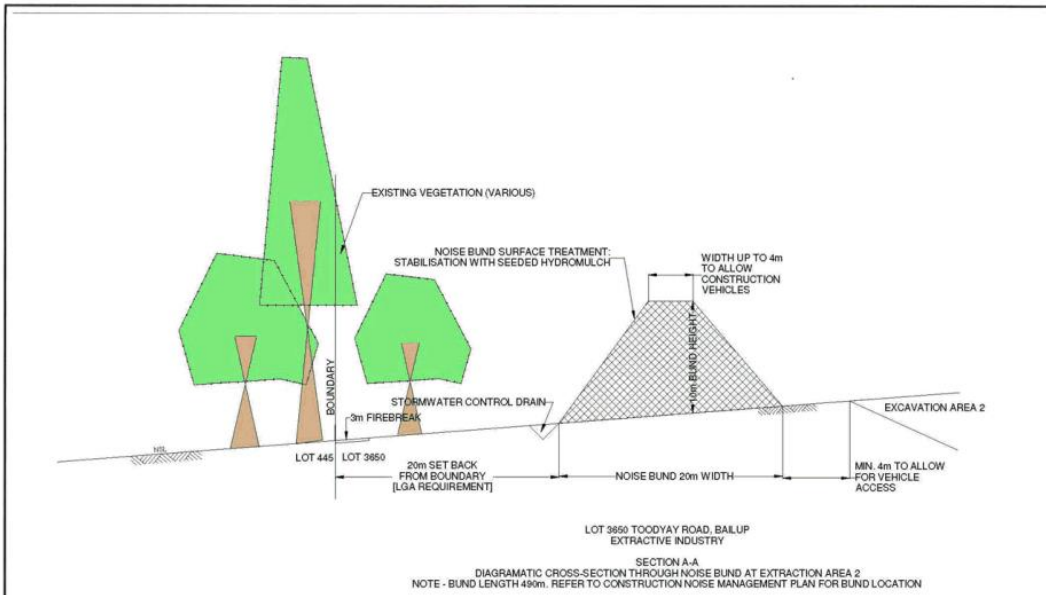 EXISTING VEGETATION (VARIOUS)
NOISE BUND SURFACE TREATMENT:
STABILISATION WITH SEEDED HYDROMULCH
WIDTH UP TO 4m
TO ALLOW
CONSTRUCTION
VEHICLES
BOUNDARY
10m BUND HEIGHT
STORMWATER CONTROL DRAIN
3m FIREBREAK
EXCAVATION AREA 2
NGL
LOT 445
LOT 3650
20m SET BACK
FROM BOUNDARY
[LGA REQUIREMENT]
NOISE BUND 20m WIDTH
MIN. 4m TO ALLOW
FOR VEHICLE
ACCESS
LOT 3650 TOODYAY ROAD, BAILUP
EXTRACTIVE INDUSTRY
SECTION A-A
DIAGRAMATIC CROSS-SECTION THROUGH NOISE BUND AT EXTRACTION AREA 2
NOTE - BUND LENGTH 490m. REFER TO CONSTRUCTION NOISE MANAGEMENT PLAN FOR BUND LOCATION